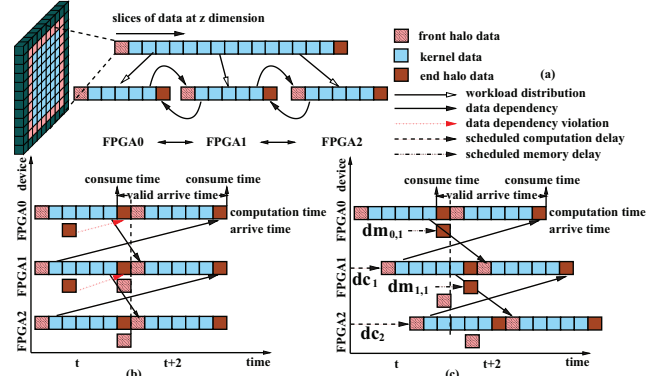 slices of data at z dimension
front halo data
kernel data
end halo data
(a)
workload distribution
data dependency
data dependency violation
scheduled computation delay
scheduled memory delay
FPGA0
FPGA1
FPGA2
device
FPGA0
FPGA1
FPGA2
consume time
consume time
valid arrive time
computation time
arrive time
t
t+2
time
(b)
device
FPGA0
FPGA1
FPGA2
consume time
consume time
valid arrive time
computation time
arrive time
dm0,1
dc1
dm1,1
dc2
t
t+2
time
(c)